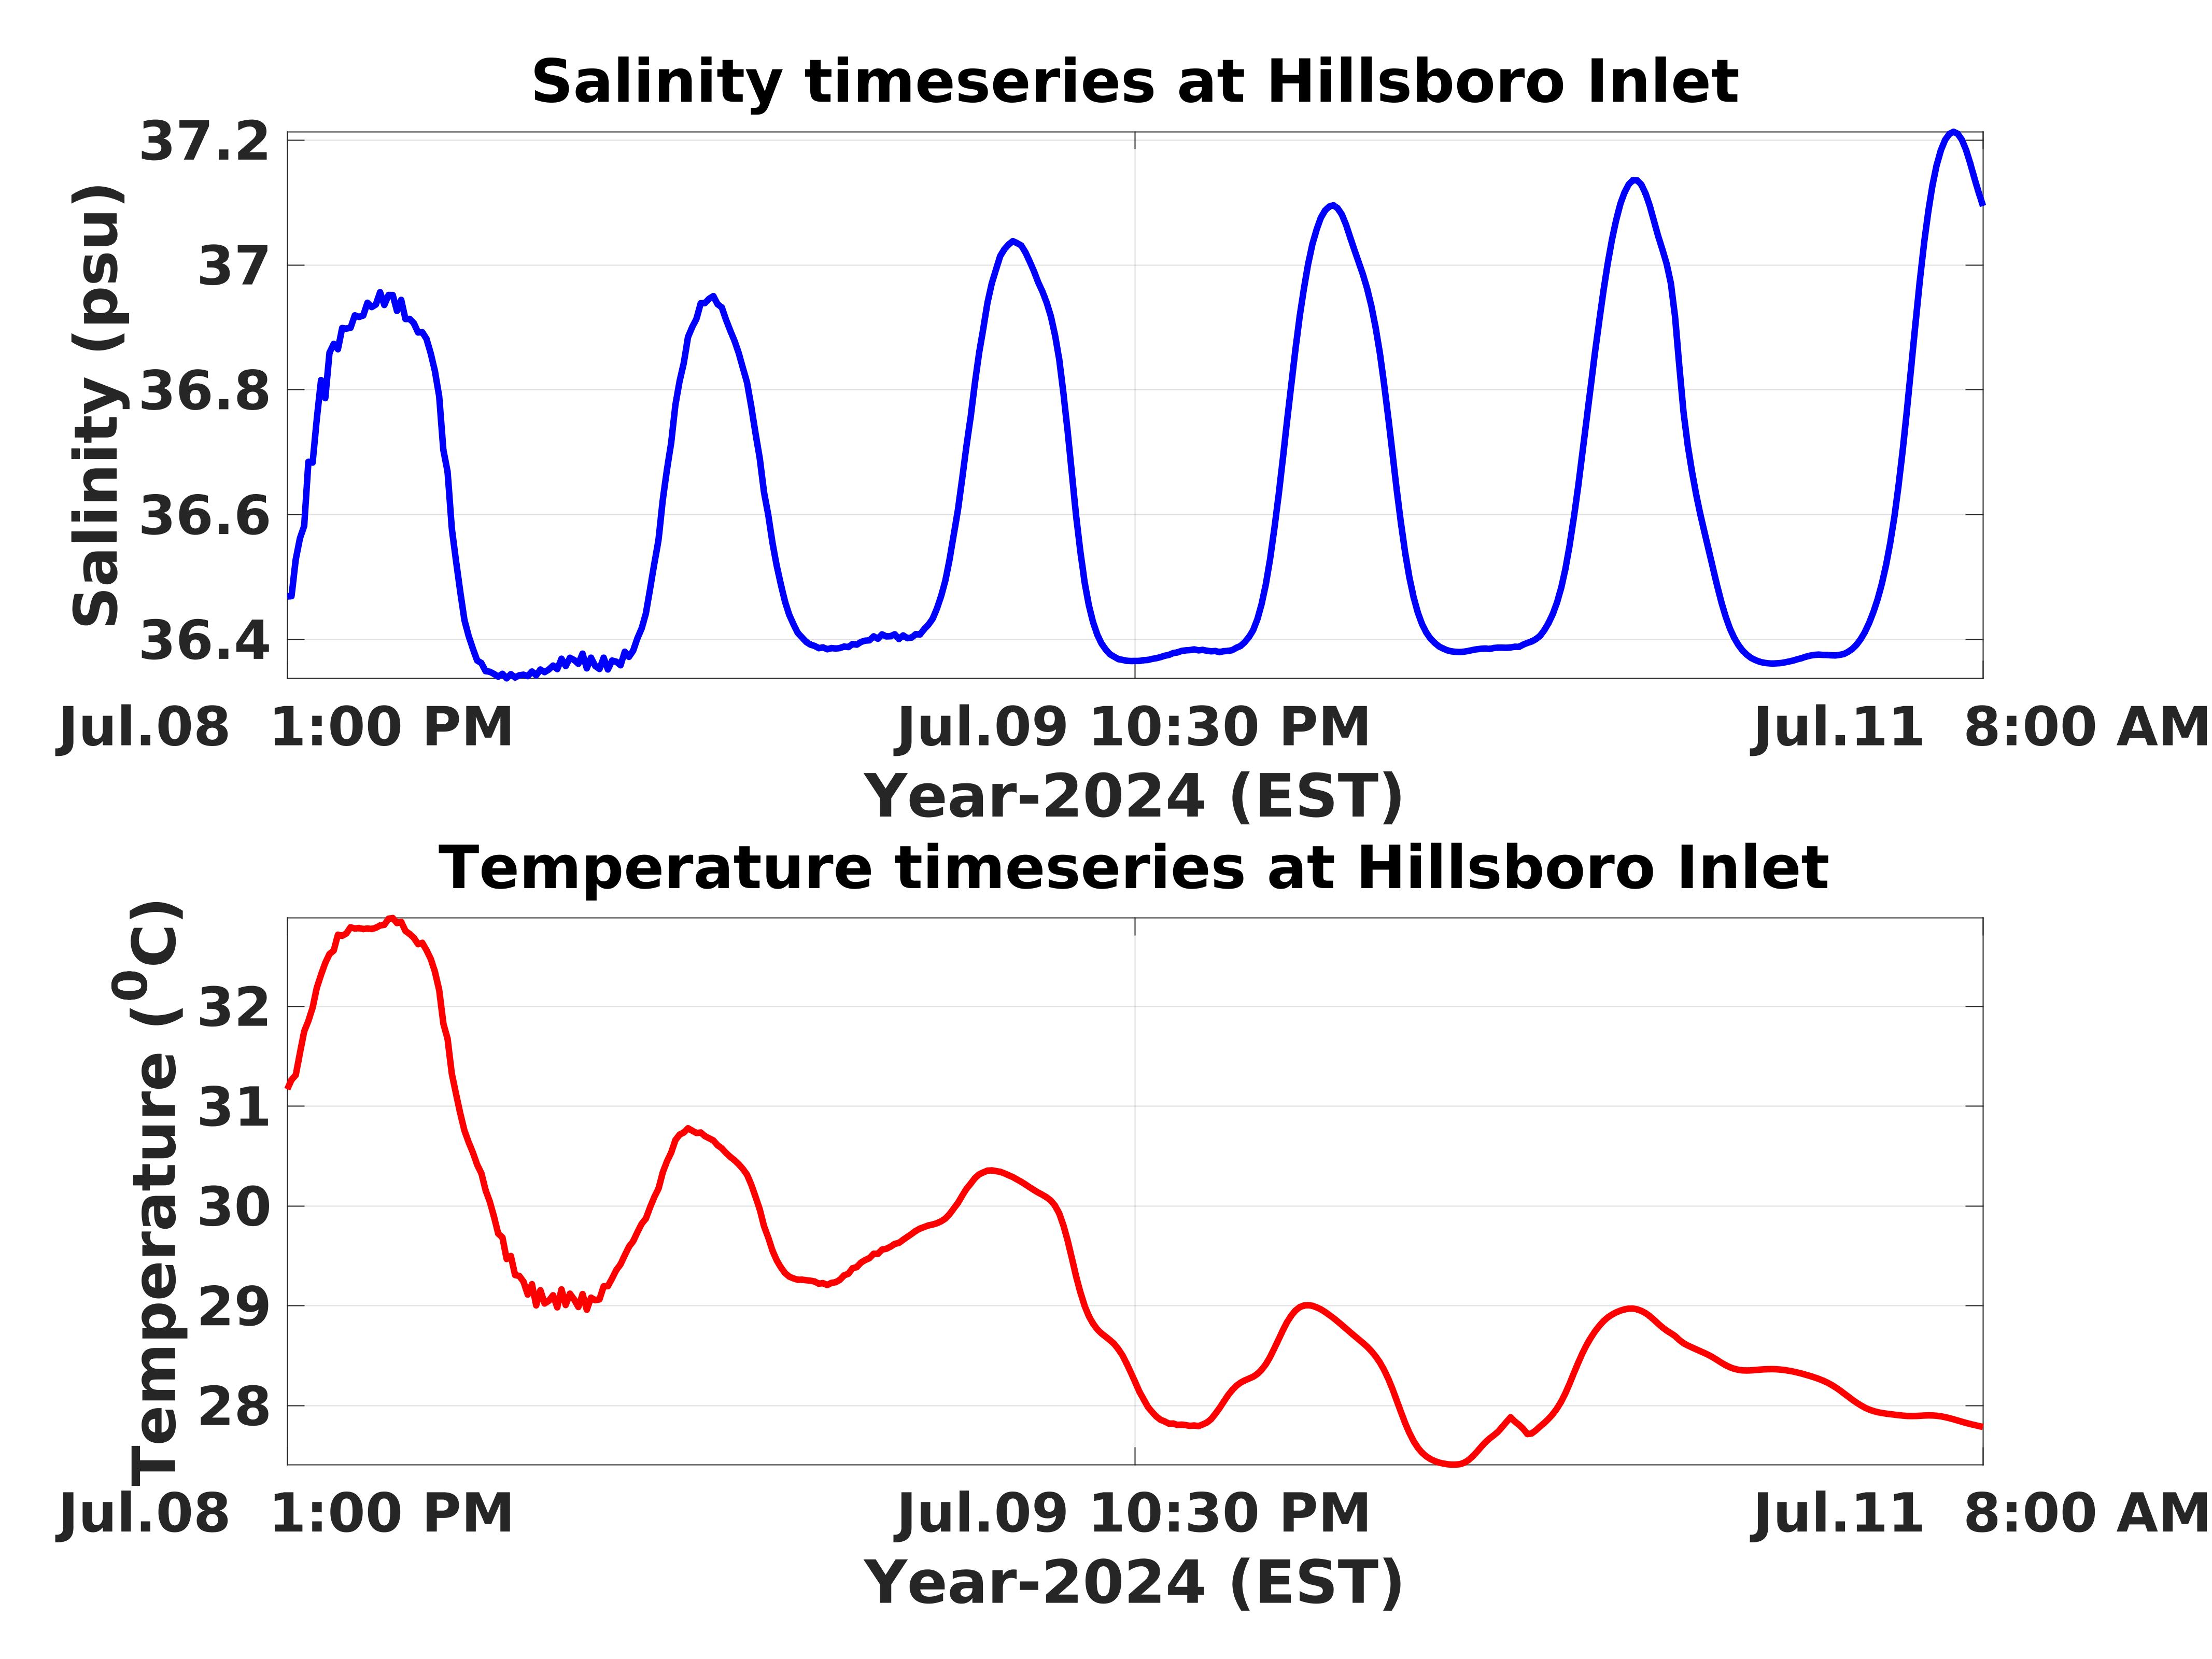 Salinity timeseries at Hillsboro Inlet
Salinity (psu)
37.2
37
36.8
36.6
36.4
Jul.08  1:00 PM
Jul.09 10:30 PM
Jul.11  8:00 AM
Year-2024 (EST)
Temperature timeseries at Hillsboro Inlet
Temperature (⁰C)
32
31
30
29
28
Jul.08  1:00 PM
Jul.09 10:30 PM
Jul.11  8:00 AM
Year-2024 (EST)